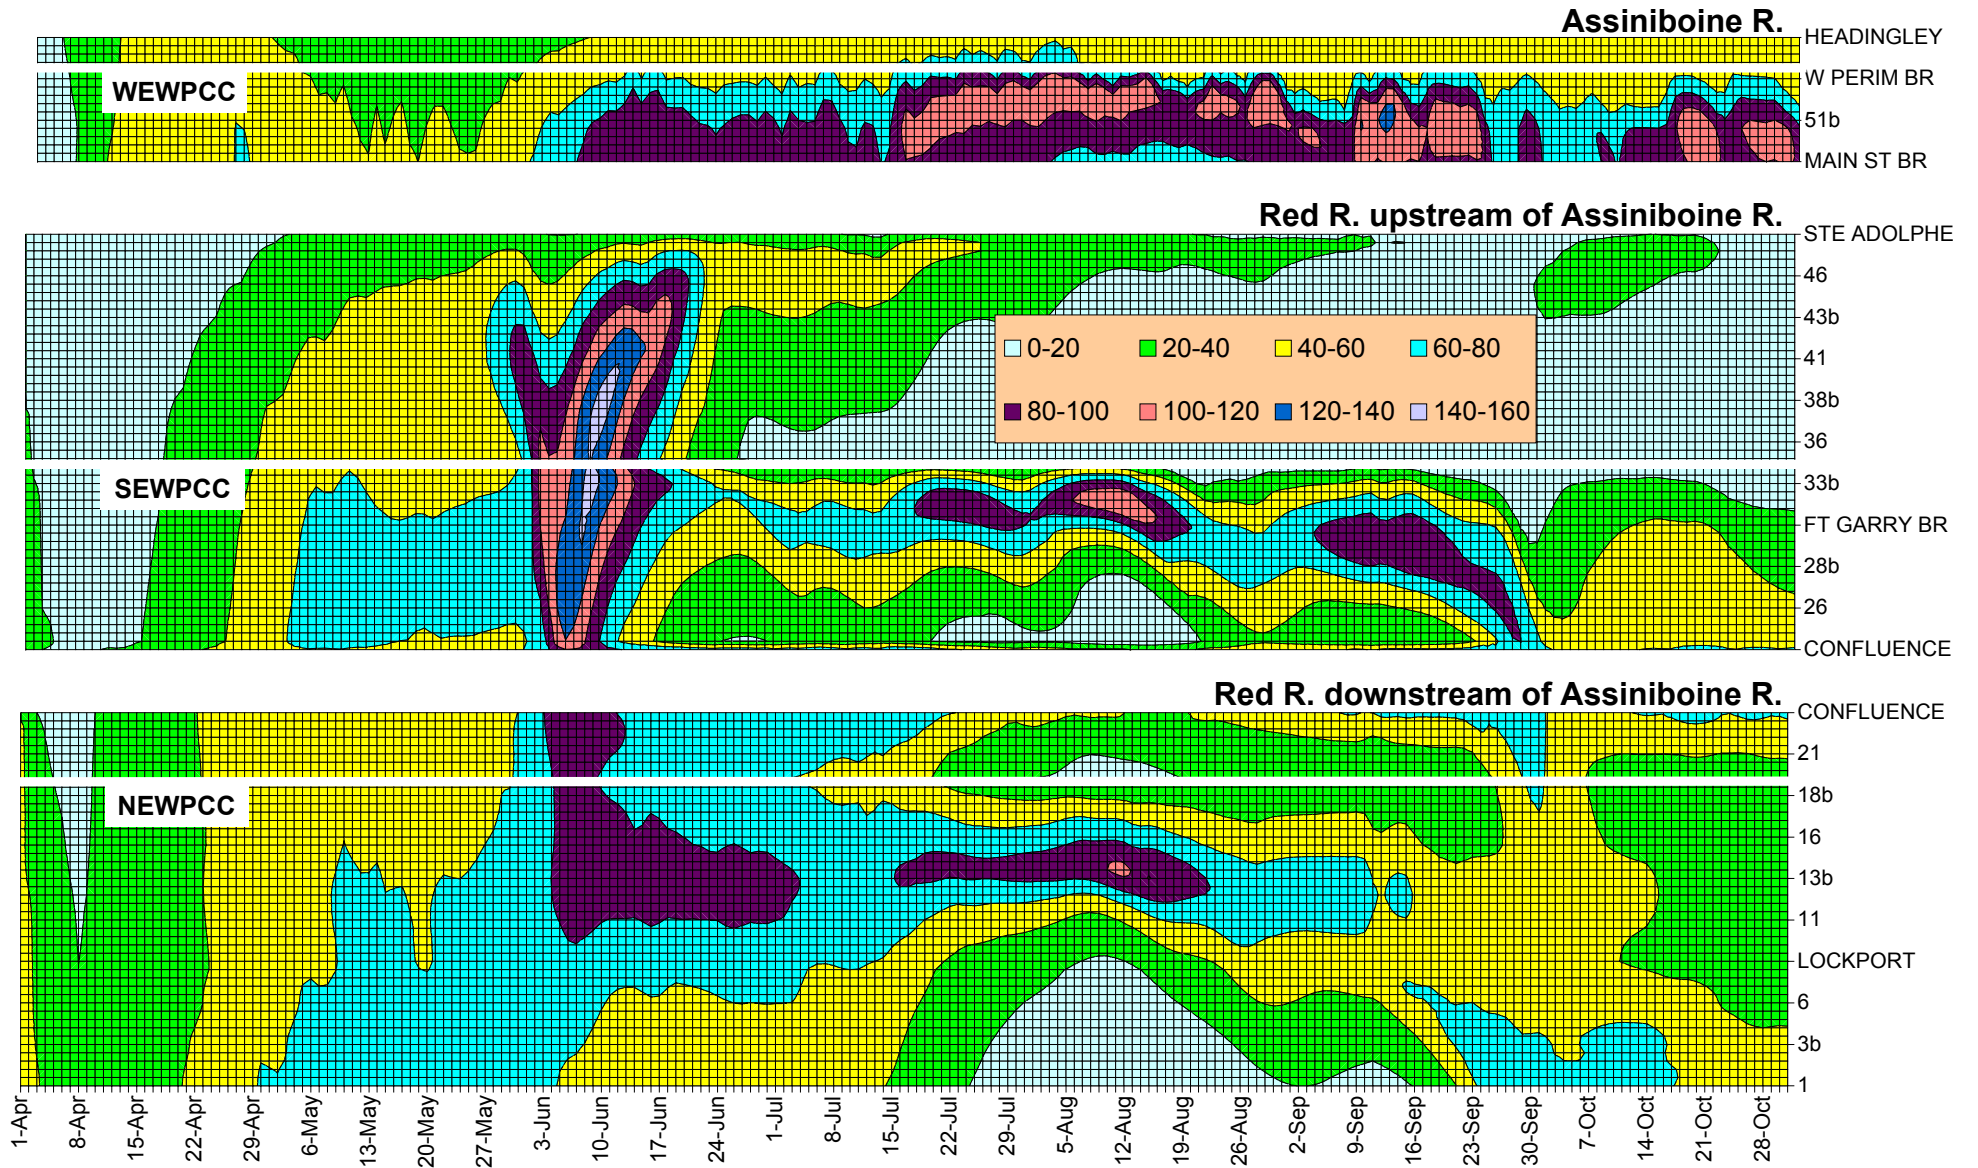 Assiniboine R.
HEADINGLEY
WEWPCC
W PERIM BR
51b
MAIN ST BR
Red R. upstream of Assiniboine R.
STE ADOLPHE
46
43b
0-20 20-40 40-60 60-80
41
80-100 100-120 120-140 140-160
38b
36
SEWPCC
33b
FT GARRY BR
28b
26
CONFLUENCE
Red R. downstream of Assiniboine R.
CONFLUENCE
21
NEWPCC
18b
16
13b
11
LOCKPORT
6
3b
1
1-Apr 8-Apr 15-Apr 22-Apr 29-Apr 6-May 13-May 20-May 27-May 3-Jun 10-Jun 17-Jun 24-Jun 1-Jul 8-Jul 15-Jul 22-Jul 29-Jul 5-Aug 12-Aug 19-Aug 26-Aug 2-Sep 9-Sep 16-Sep 23-Sep 30-Sep 7-Oct 14-Oct 21-Oct 28-Oct